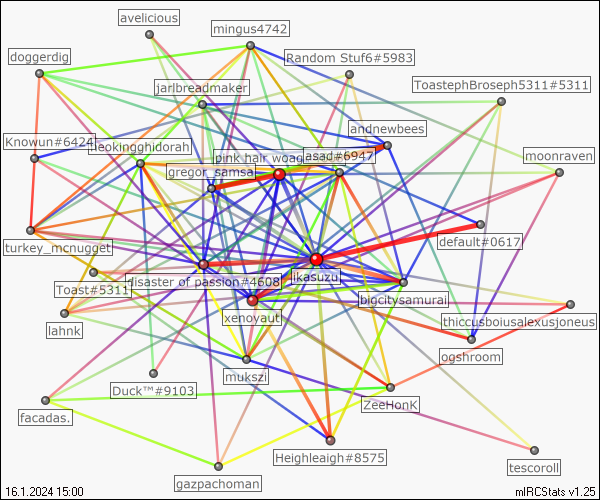 avelicious
mingus4742
doggerdig
Random Stuf6#5983
jarlbreadmaker
ToastephBroseph5311#5311
andnewbees
Knowun#6424
neokingghidorah
pink hair woag
asad#6947
moonraven
gregor_samsa
default#0617
turkey_mcnugget
disaster of passion#4608
ikasuzu
Toast#5311
bigcitysamurai
lahnk
xenoyaut
thiccusboiusalexusjoneus
ogshroom
mukszi
Duck™#9103
ZeeHonK
facadas.
Heighleaigh#8575
tescoroll
gazpachoman
16.1.2024 15:00
mIRCStats v1.25